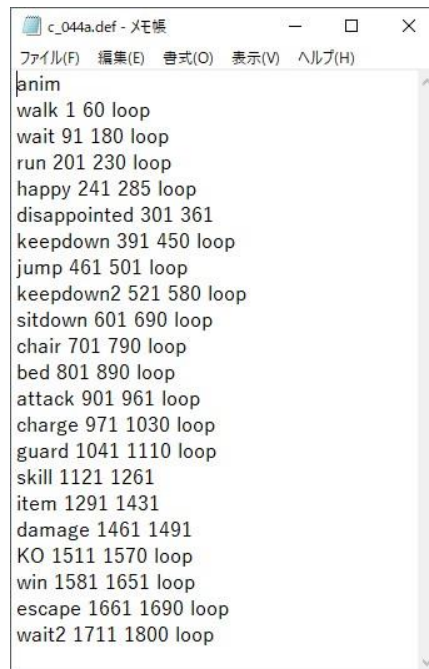 c_044a.def - メモ帳
ファイル(F) 編集(E) 書式(O) 表示(V) ヘルプ(H)
anim
walk 1 60 loop
wait 91 180 loop
run 201 230 loop
happy 241 285 loop
disappointed 301 361
keepdown 391 450 loop
jump 461 501 loop
keepdown2 521 580 loop
sitdown 601 690 loop
chair 701 790 loop
bed 801 890 loop
attack 901 961 loop
charge 971 1030 loop
guard 1041 1110 loop
skill 1121 1261
item 1291 1431
damage 1461 1491
KO 1511 1570 loop
win 1581 1651 loop
escape 1661 1690 loop
wait2 1711 1800 loop